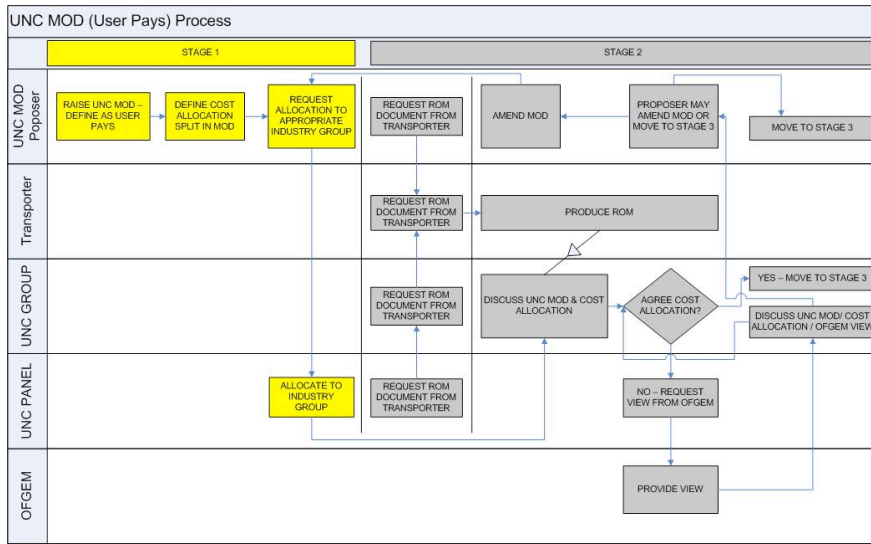 UNC MOD (User Pays) Process
STAGE 1
STAGE 2
UNC MOD
Poposer
RAISE UNC MOD –
DEFINE AS USER
PAYS
DEFINE COST
ALLOCATION
SPLIT IN MOD
REQUEST
ALLOCATION TO
APPROPRIATE
INDUSTRY GROUP
REQUEST ROM
DOCUMENT FROM
TRANSPORTER
AMEND MOD
PROPOSER MAY
AMEND MOD OR
MOVE TO STAGE 3
MOVE TO STAGE 3
Transporter
REQUEST ROM
DOCUMENT FROM
TRANSPORTER
PRODUCE ROM
UNC GROUP
REQUEST ROM
DOCUMENT FROM
TRANSPORTER
DISCUSS UNC MOD & COST
ALLOCATION
AGREE COST
ALLOCATION?
YES – MOVE TO STAGE 3
DISCUSS UNC MOD/ COST
ALLOCATION / OFGEM VIEW
UNC PANEL
ALLOCATE TO
INDUSTRY
GROUP
REQUEST ROM
DOCUMENT FROM
TRANSPORTER
NO – REQUEST
VIEW FROM OFGEM
OFGEM
PROVIDE VIEW